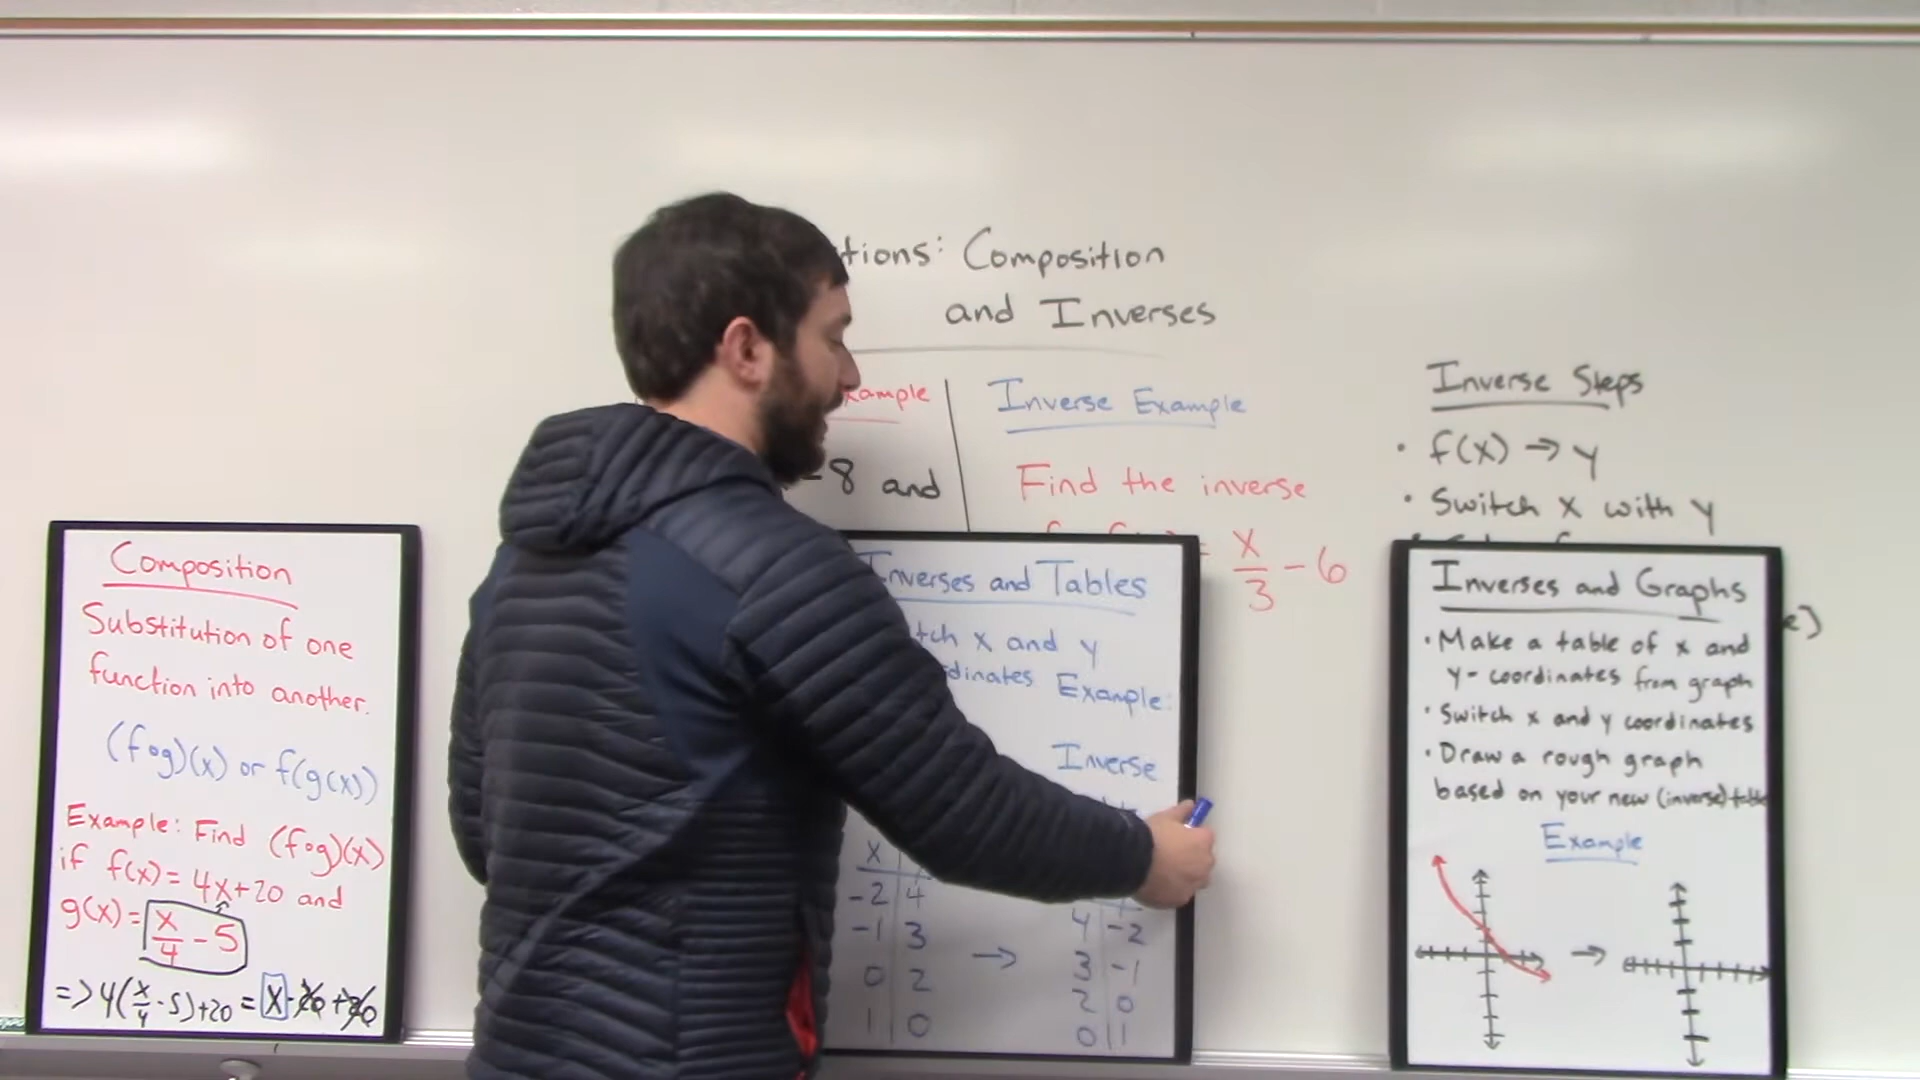 Composition
and Inverses
Inverse Example
-8 and
Find the inverse
= x/3 - 6
Inverse Steps
• f(x) → y
• Switch x with y
Composition
Substitution of one
function into another.
(fog)(x) or f(g(x))
Example: Find (fog)(x)
if f(x) = 4x+20 and
g(x) = x/4 - 5
=> 4(x/4 - 5)+20 = x - 20 + 20
Inverses and Tables
x and y
Example:
Inverse
x
-2 4
-1 3
0 2
1 0
→
4 -2
3 -1
2 0
0 1
Inverses and Graphs
• Make a table of x and
y-coordinates from graph
• Switch x and y coordinates
• Draw a rough graph
based on your new (inverse) table
Example
→